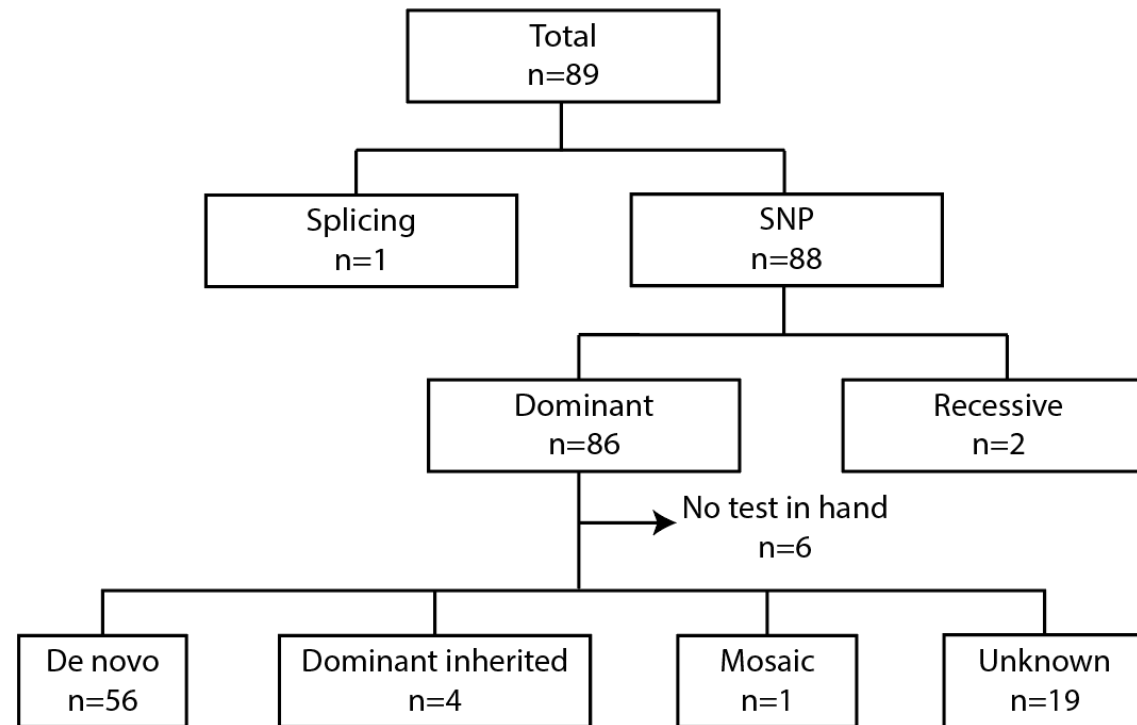 Total
n=89
Splicing
n=1
SNP
n=88
Dominant
n=86
Recessive
n=2
No test in hand
n=6
De novo
n=56
Dominant inherited
n=4
Mosaic
n=1
Unknown
n=19